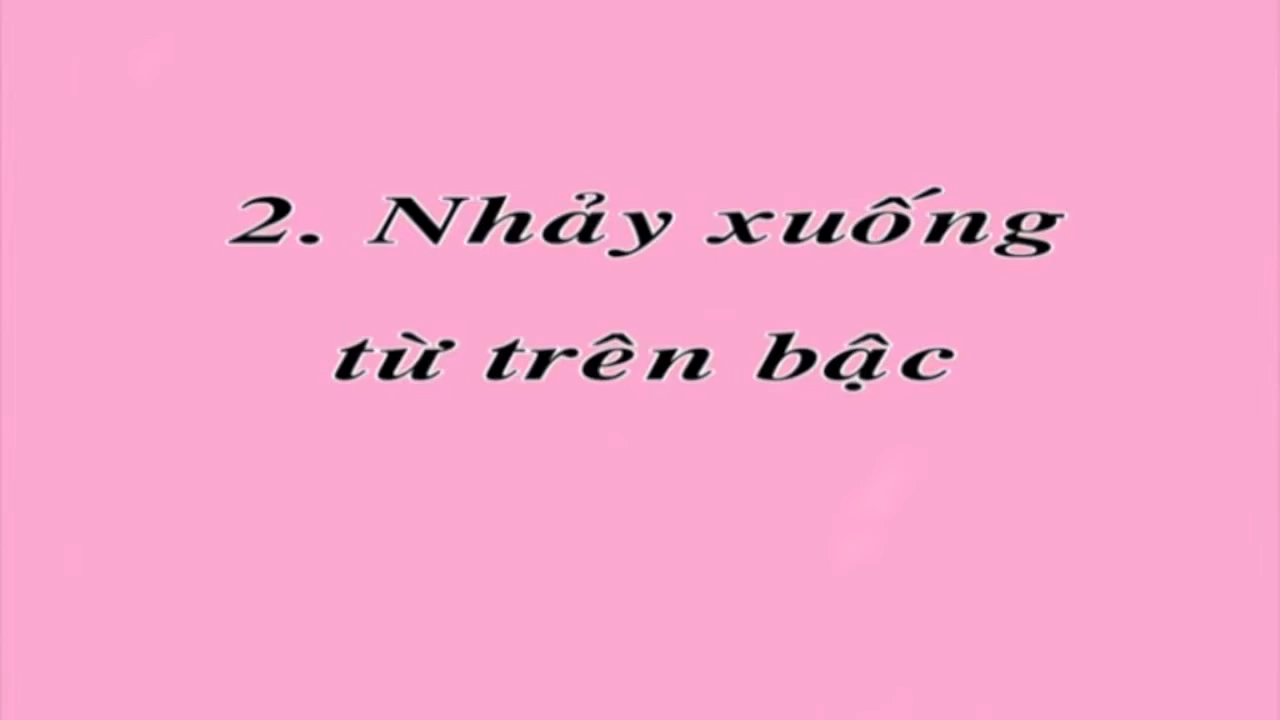 2. Nhảy xuống
từ trên bậc